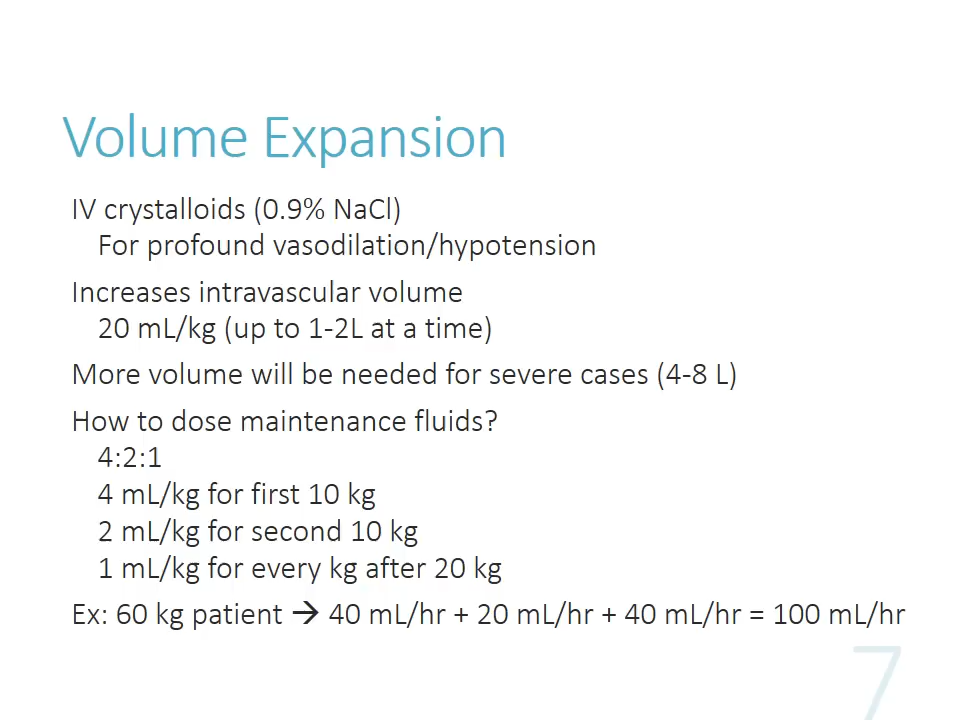 Volume Expansion
IV crystalloids (0.9% NaCl)
For profound vasodilation/hypotension
Increases intravascular volume
20 mL/kg (up to 1-2L at a time)
More volume will be needed for severe cases (4-8 L)
How to dose maintenance fluids?
4:2:1
4 mL/kg for first 10 kg
2 mL/kg for second 10 kg
1 mL/kg for every kg after 20 kg
Ex: 60 kg patient → 40 mL/hr + 20 mL/hr + 40 mL/hr = 100 mL/hr
7